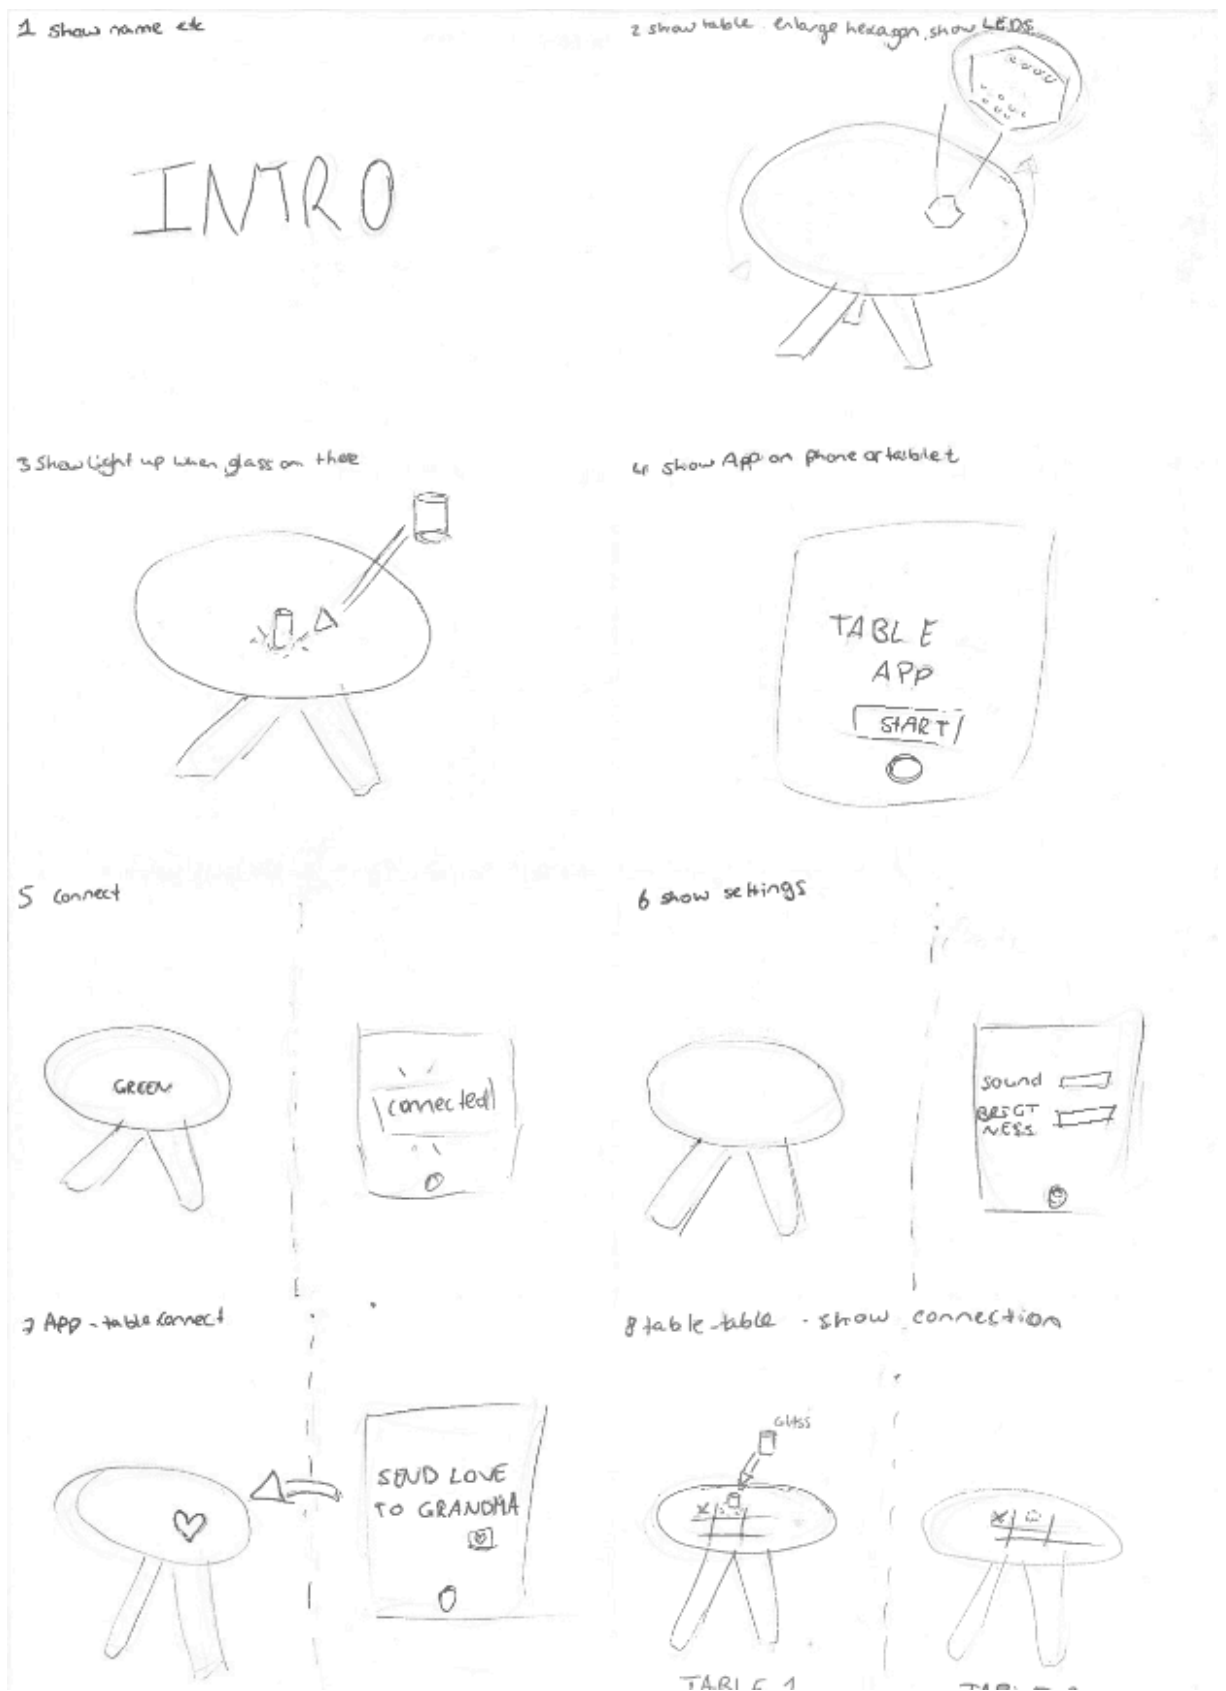 1 Show name etc
INTRO
2 show table. enlarge hexagon, show LEDS
3 Show light up when glass on there
4 show App on phone or tablet
TABLE
APP
START
5 connect
GREEN
connected
6 show settings
sound
BRIGT
NESS
7 App - table connect
SEND LOVE
TO GRANDMA
8 table-table - show connection
GLASS
X
X
TABLE 1
TABLE 2